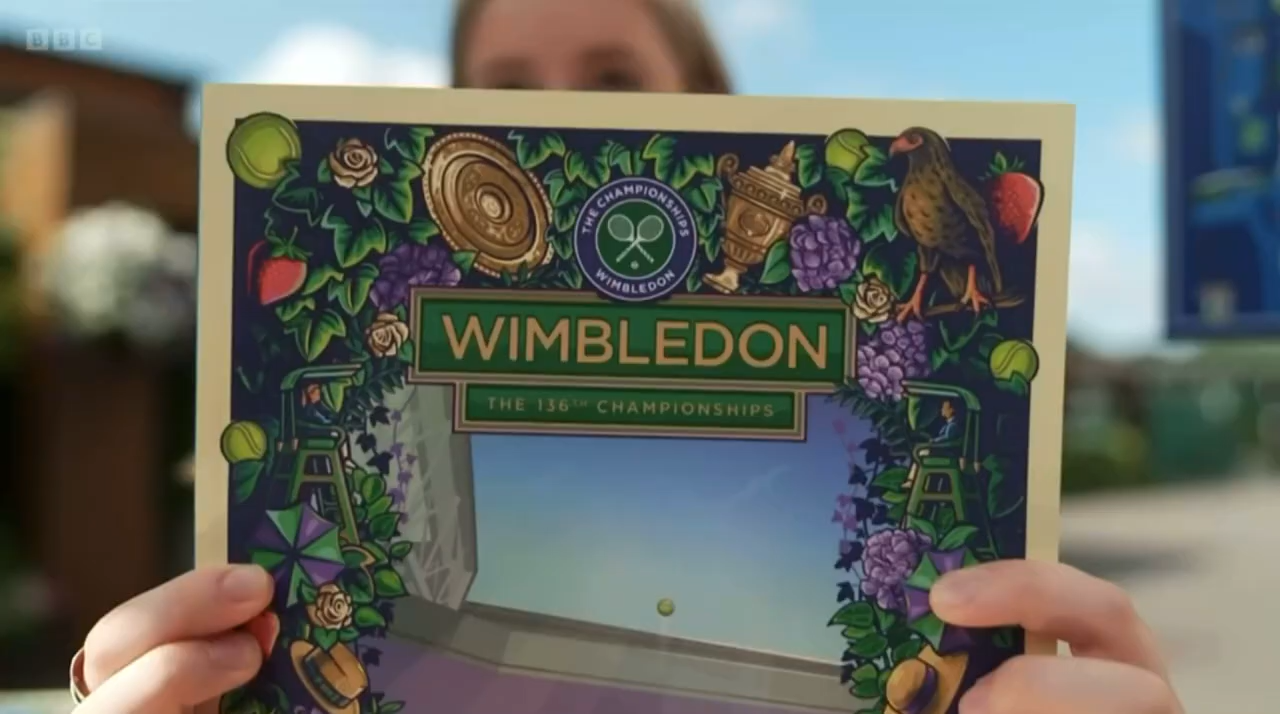 BBC
THE CHAMPIONSHIPS
WIMBLEDON
WIMBLEDON
THE 136TH CHAMPIONSHIPS